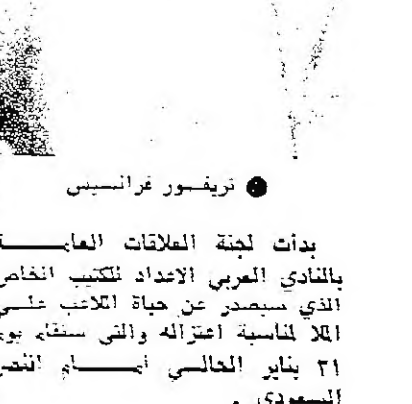 ● تريفور فرانسيس
بدأت لجنة العلاقات العامة
بالنادي العربي الاعداد للكتيب الخاص
الذي سيصدر عن حياة اللاعب علي
الملا لمناسبة اعتزاله والتي ستقام يوم
٢١ يناير الحالي أمام النصر
السعودي .